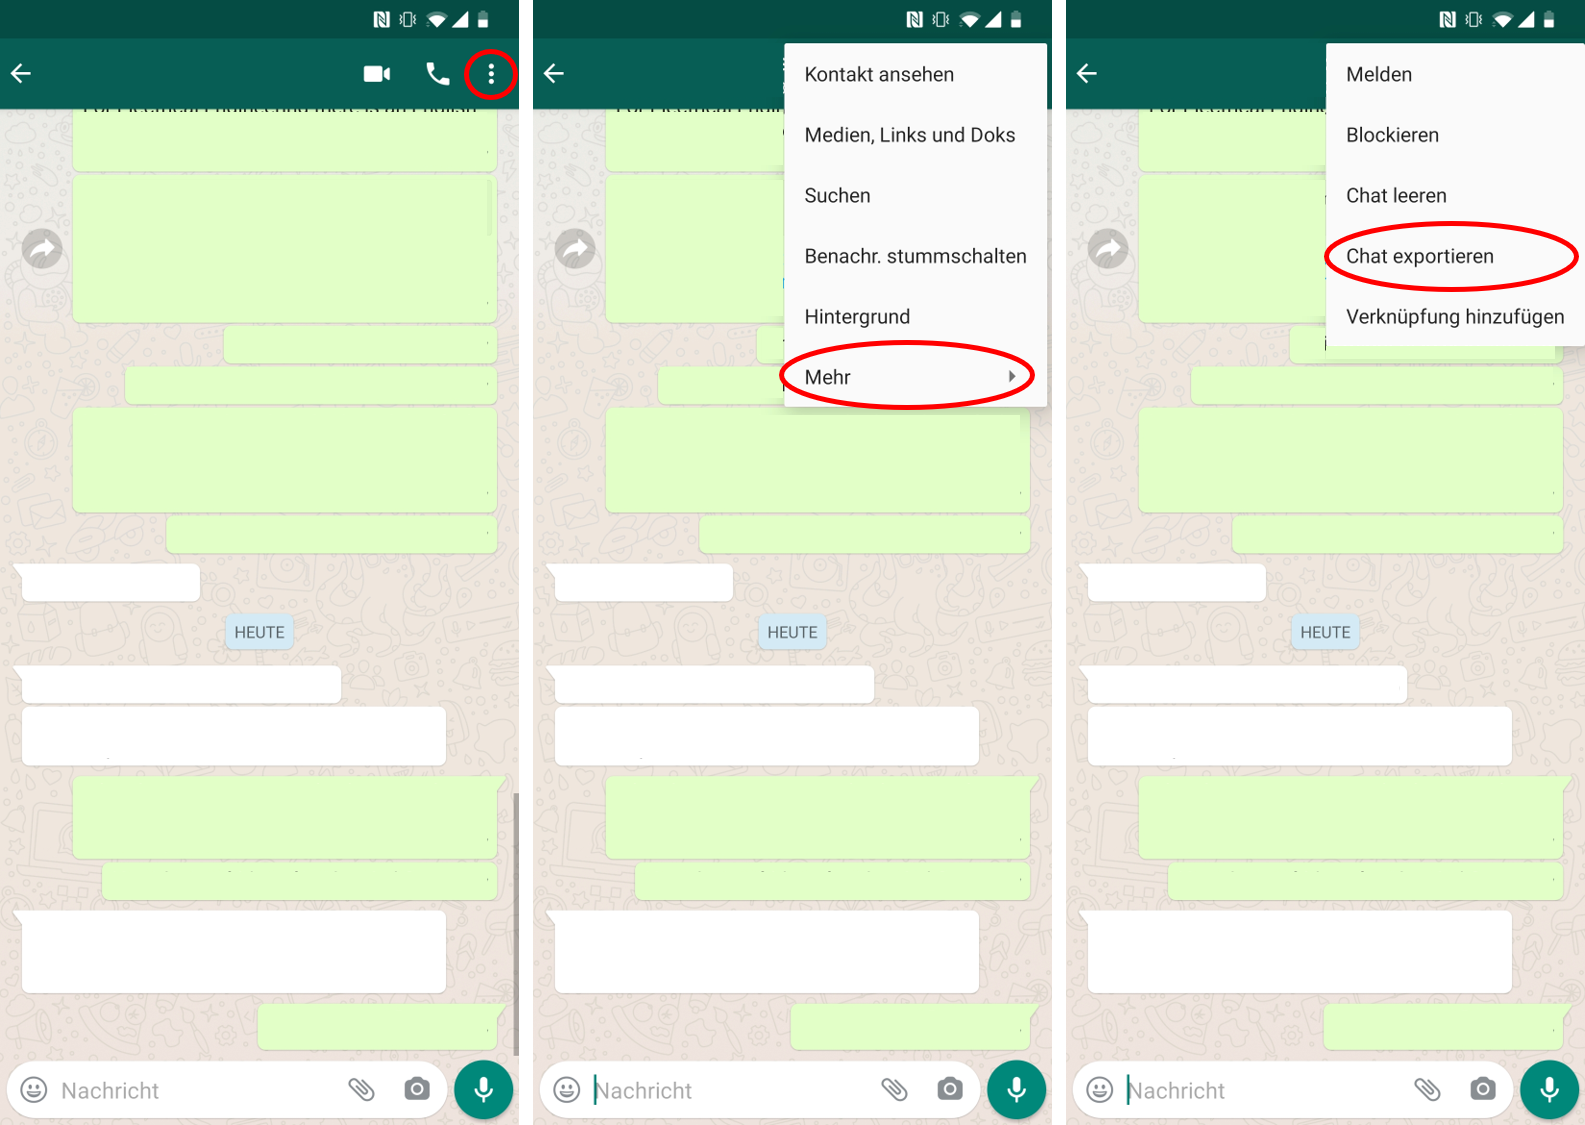 HEUTE
Nachricht
Kontakt ansehen
Medien, Links und Doks
Suchen
Benachr. stummschalten
Hintergrund
Mehr
HEUTE
Nachricht
Melden
Blockieren
Chat leeren
Chat exportieren
Verknüpfung hinzufügen
HEUTE
Nachricht